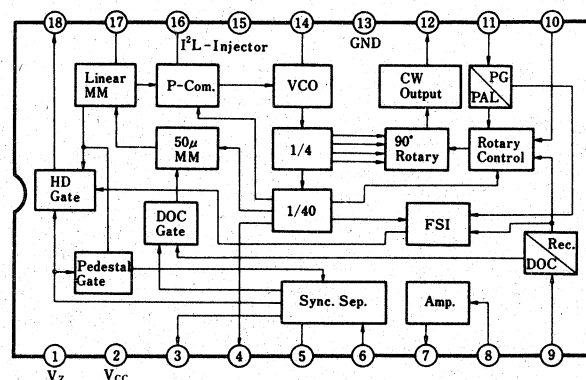 18 17 16 15 14 13 12 11 10
I²L-Injector GND
Linear MM
P-Com.
VCO
CW Output
PG
PAL
50μ MM
1/4
90° Rotary
Rotary Control
HD Gate
DOC Gate
1/40
FSI
Rec.
DOC
Pedestal Gate
Sync. Sep.
Amp.
1 2 3 4 5 6 7 8 9
VZ VCC